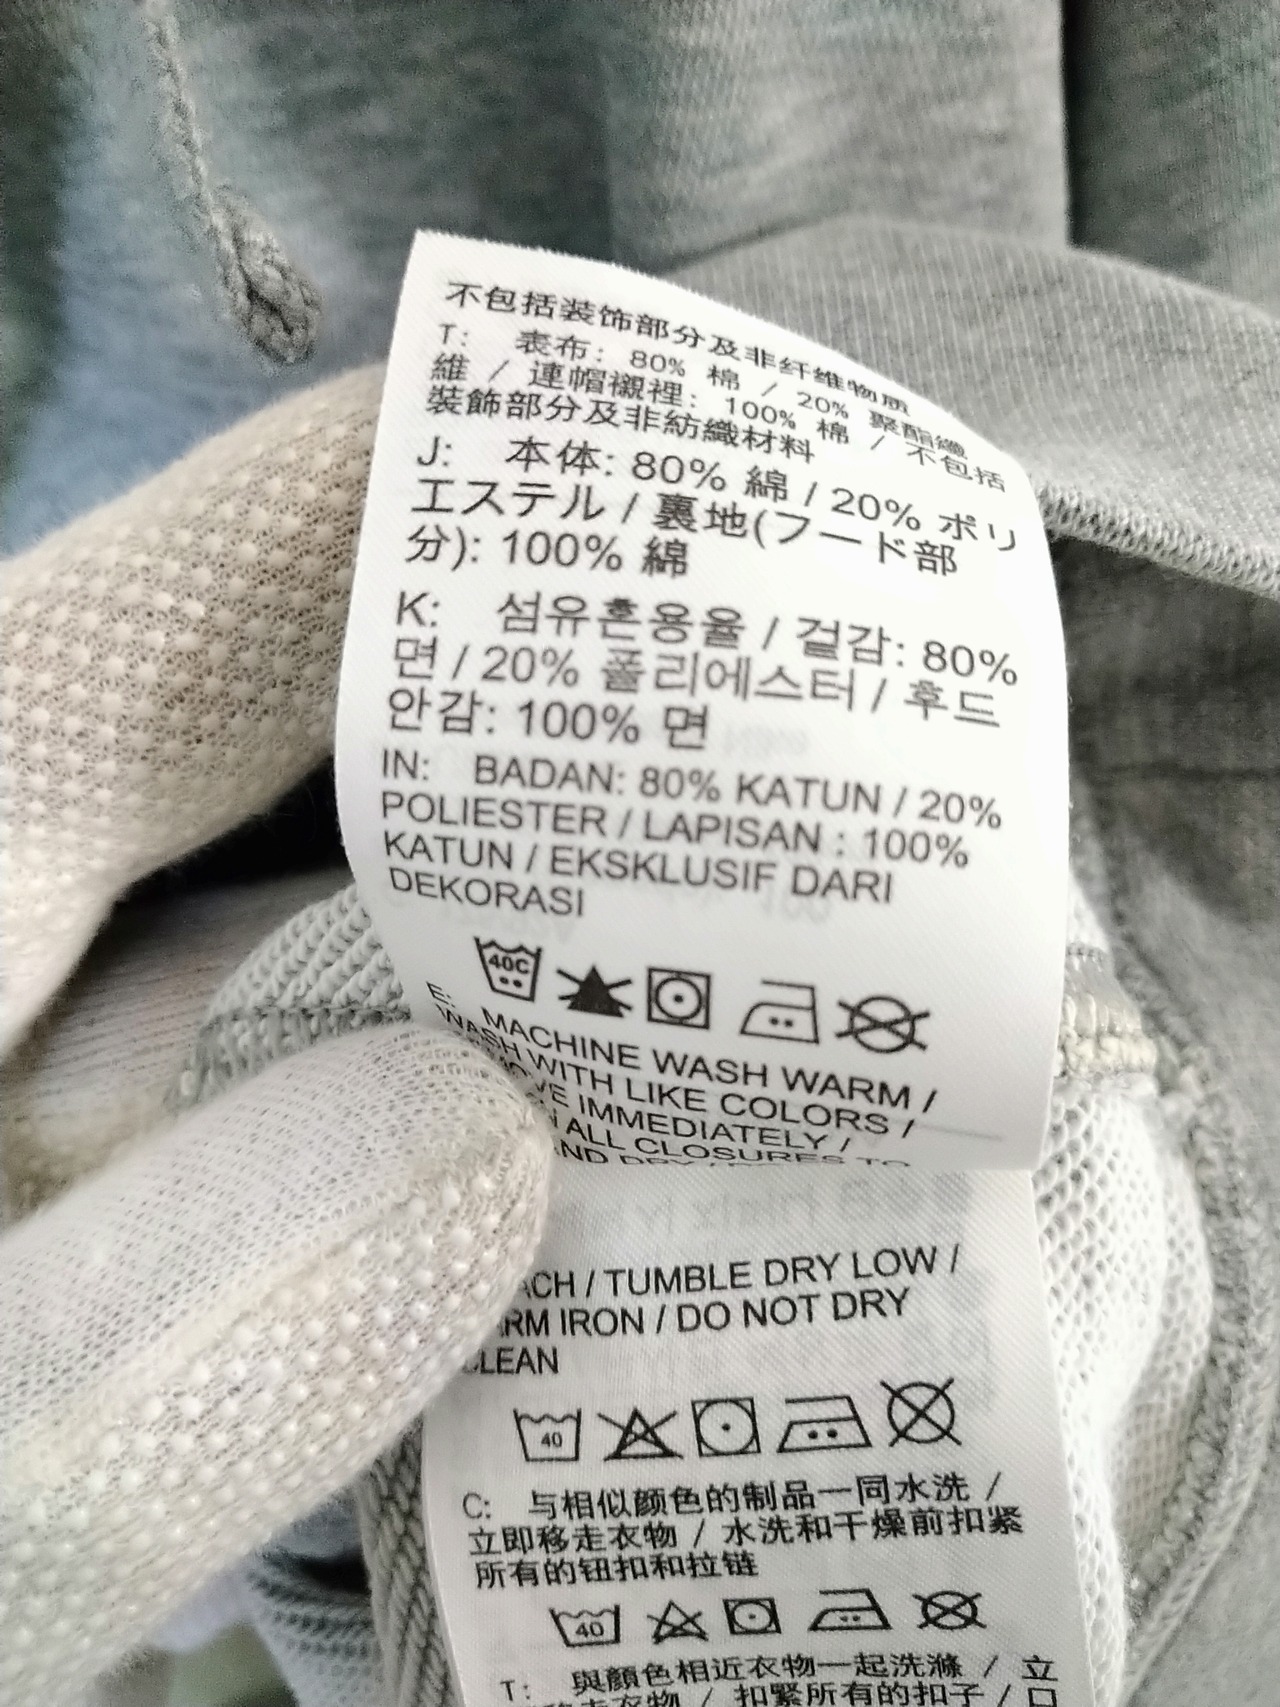 不包括装饰部分及非纤维物质
T: 表布: 80% 棉 / 20% 聚酯纖
維 / 連帽襯裡: 100% 棉 / 不包括
裝飾部分及非紡織材料
J: 本体: 80% 綿 / 20% ポリ
エステル / 裏地(フード部
分): 100% 綿
K: 섬유혼용율 / 겉감: 80%
면 / 20% 폴리에스터 / 후드
안감: 100% 면
IN: BADAN: 80% KATUN / 20%
POLIESTER / LAPISAN : 100%
KATUN / EKSKLUSIF DARI
DEKORASI
40C
E: MACHINE WASH WARM /
WASH WITH LIKE COLORS /
IMMEDIATELY /
ALL CLOSURES TO
AND DRY /
TUMBLE DRY LOW /
IRON / DO NOT DRY
CLEAN
40
C: 与相似颜色的制品一同水洗 /
立即移走衣物 / 水洗和干燥前扣紧
所有的钮扣和拉链
40
T: 與顏色相近衣物一起洗滌 / 立
移走衣物 / 扣緊所有的扣子 /